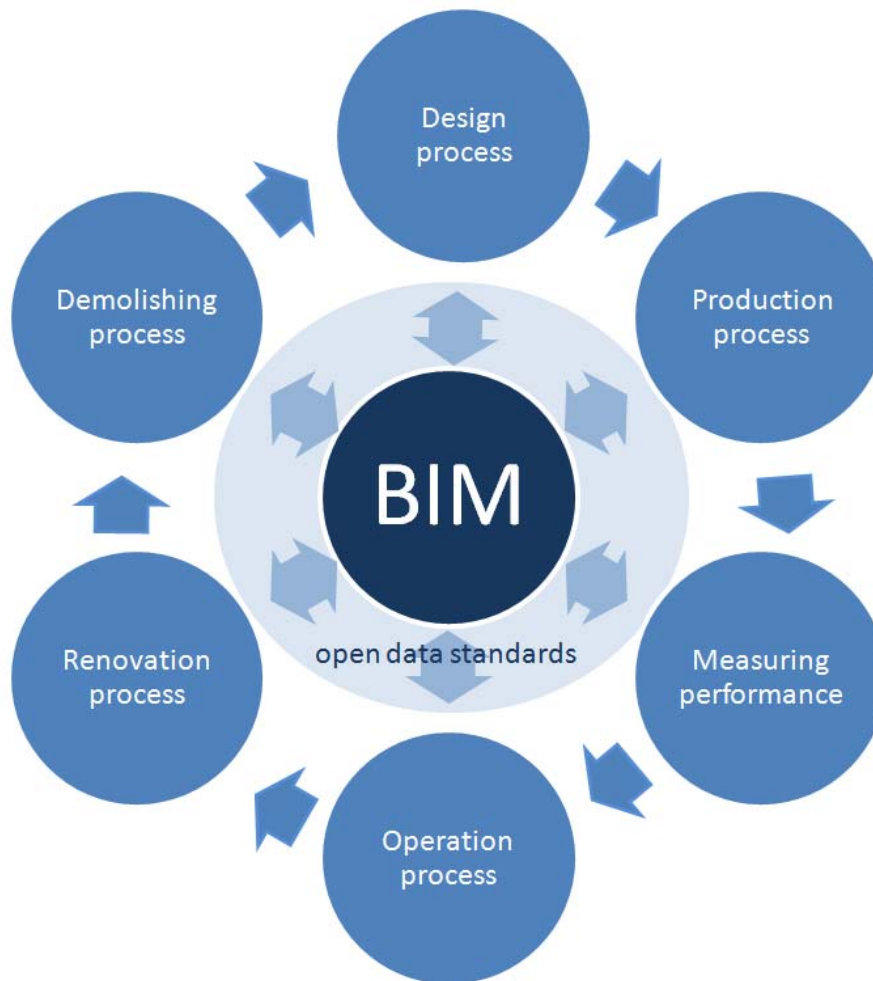 Design
process
Production
process
Measuring
performance
Operation
process
Renovation
process
Demolishing
process
BIM
open data standards